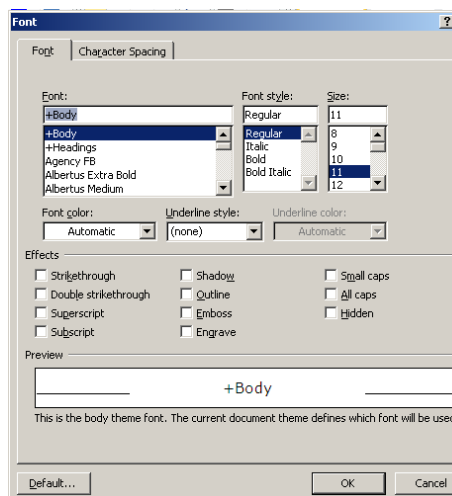 Font ?
Font Character Spacing
Font: Font style: Size:
+Body Regular 11
+Body Regular 8
+Headings Italic 9
Agency FB Bold 10
Albertus Extra Bold Bold Italic 11
Albertus Medium 12
Font color: Underline style: Underline color:
Automatic (none) Automatic
Effects
Strikethrough Shadow Small caps
Double strikethrough Outline All caps
Superscript Emboss Hidden
Subscript Engrave
Preview
+Body
This is the body theme font. The current document theme defines which font will be used
Default... OK Cancel